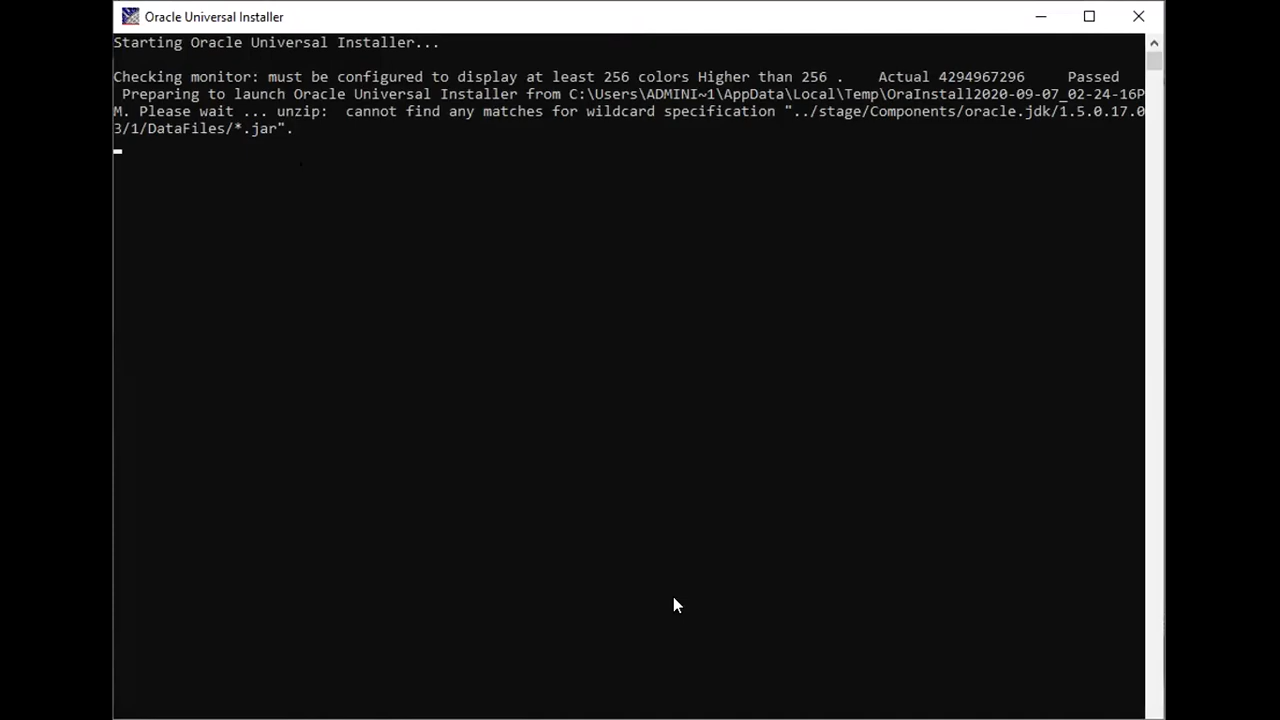 Oracle Universal Installer
Starting Oracle Universal Installer...
Checking monitor: must be configured to display at least 256 colors Higher than 256 .    Actual 4294967296     Passed
 Preparing to launch Oracle Universal Installer from C:\Users\ADMINI~1\AppData\Local\Temp\OraInstall2020-09-07_02-24-16P
M. Please wait ... unzip:  cannot find any matches for wildcard specification "../stage/Components/oracle.jdk/1.5.0.17.0
3/1/DataFiles/*.jar".